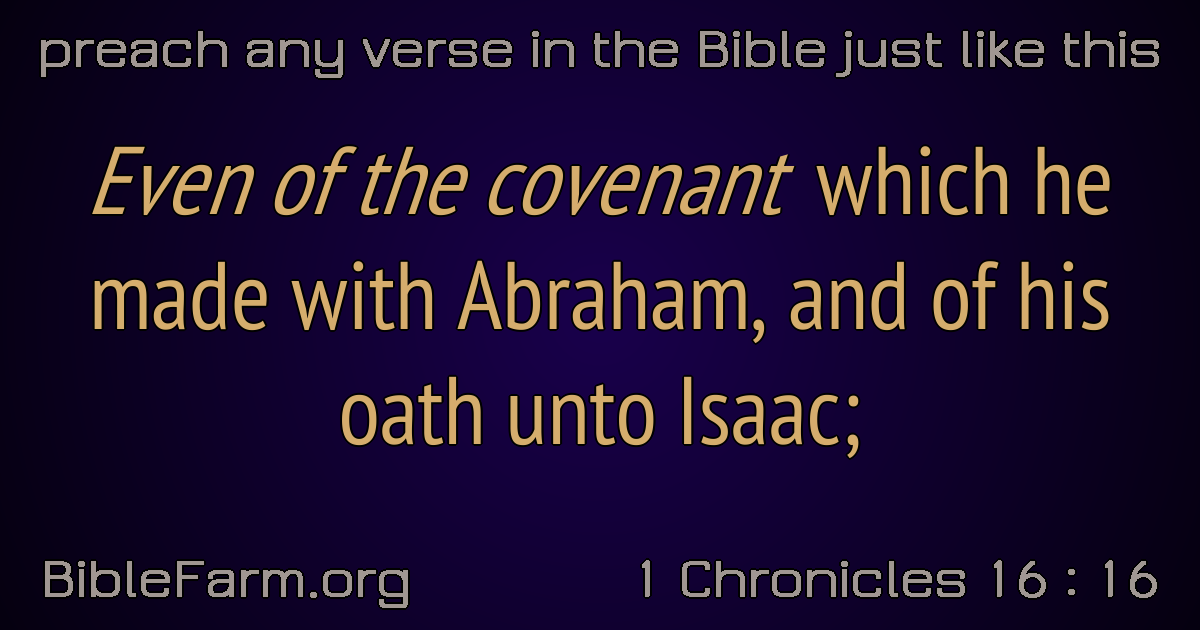 preach any verse in the Bible just like this
Even of the covenant which he
made with Abraham, and of his
oath unto Isaac;
BibleFarm.org
1 Chronicles 16 : 16